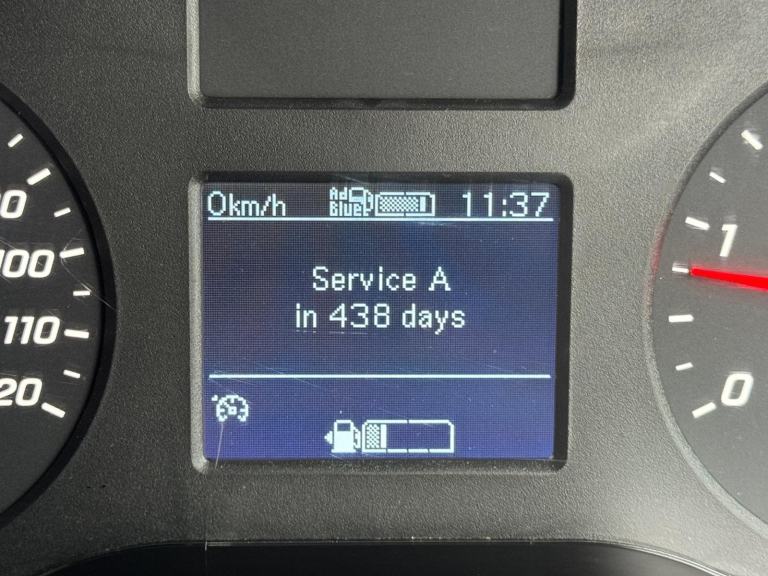 0km/h AdBlue 11:37
Service A
in 438 days
100
110
1
0